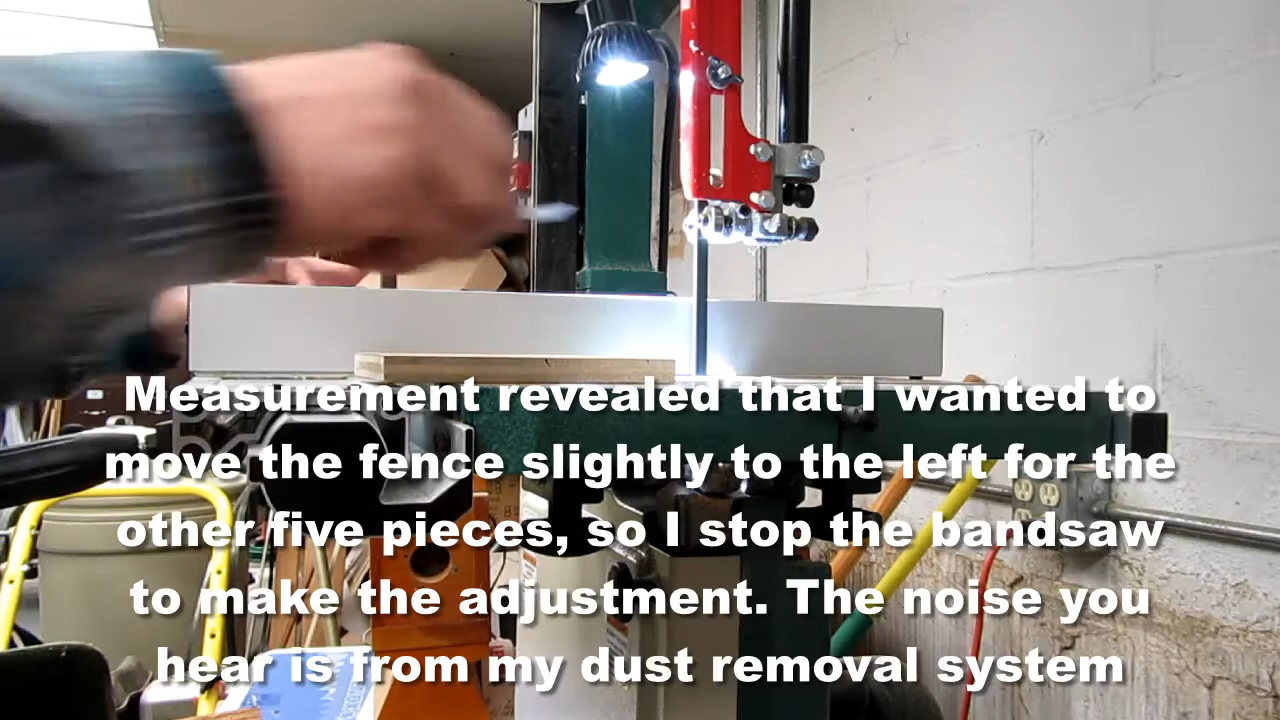 Measurement revealed that I wanted to
move the fence slightly to the left for the
other five pieces, so I stop the bandsaw
to make the adjustment. The noise you
hear is from my dust removal system